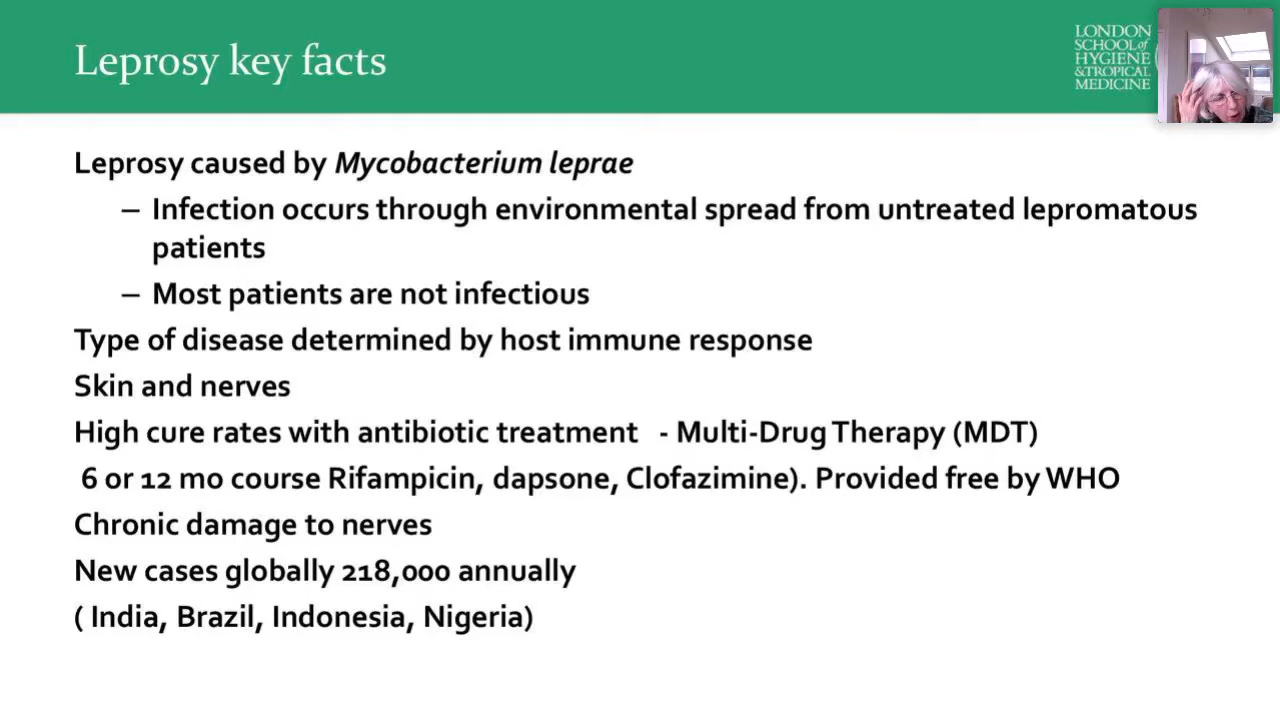 Leprosy key facts
LONDON
SCHOOL of
HYGIENE
& TROPICAL
MEDICINE
Leprosy caused by Mycobacterium leprae
– Infection occurs through environmental spread from untreated lepromatous
patients
– Most patients are not infectious
Type of disease determined by host immune response
Skin and nerves
High cure rates with antibiotic treatment - Multi-Drug Therapy (MDT)
6 or 12 mo course Rifampicin, dapsone, Clofazimine). Provided free by WHO
Chronic damage to nerves
New cases globally 218,000 annually
( India, Brazil, Indonesia, Nigeria)